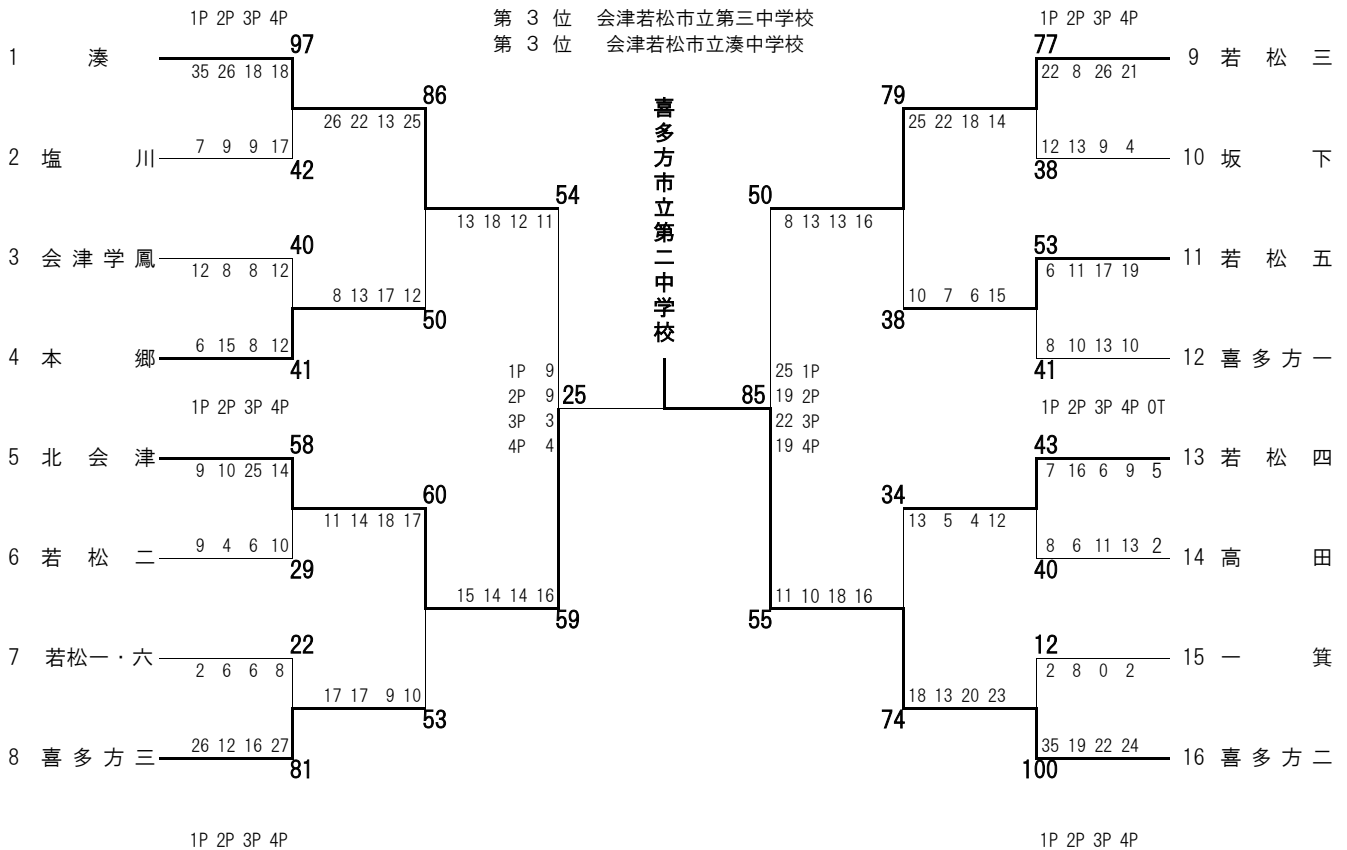 1P 2P 3P 4P
第 3 位 会津若松市立第三中学校
1P 2P 3P 4P
第 3 位 会津若松市立湊中学校
97
77
1 湊
9 若松三
35 26 18 18
22 8 26 21
86
79
喜多方市立第二中学校
26 22 13 25
25 22 18 14
7 9 9 17
12 13 9 4
2 塩川
10 坂下
42
38
54
50
13 18 12 11
8 13 13 16
40
53
3 会津学鳳
11 若松五
12 8 8 12
6 11 17 19
8 13 17 12
10 7 6 15
50
38
6 15 8 12
8 10 13 10
4 本郷
12 喜多方一
41
41
1P 9
25 1P
2P 9
19 2P
25
85
1P 2P 3P 4P
1P 2P 3P 4P OT
3P 3
22 3P
4P 4
19 4P
58
43
5 北会津
13 若松四
9 10 25 14
7 16 6 9 5
60
34
11 14 18 17
13 5 4 12
9 4 6 10
8 6 11 13 2
6 若松二
14 高田
29
40
15 14 14 16
11 10 18 16
59
55
22
12
7 若松一・六
15 一箕
2 6 6 8
2 8 0 2
17 17 9 10
18 13 20 23
53
74
26 12 16 27
35 19 22 24
8 喜多方三
16 喜多方二
81
100
1P 2P 3P 4P
1P 2P 3P 4P